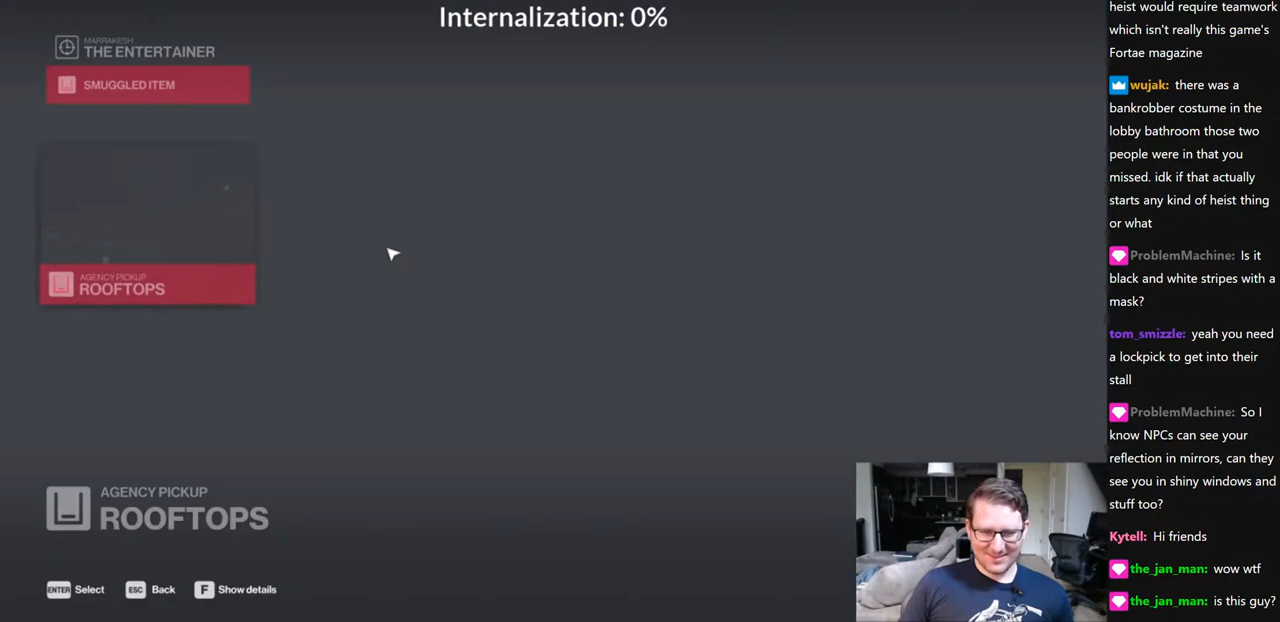 Internalization: 0%
MARRAKESH
THE ENTERTAINER
SMUGGLED ITEM
AGENCY PICKUP
ROOFTOPS
AGENCY PICKUP
ROOFTOPS
ENTER Select ESC Back F Show details
heist would require teamwork
which isn't really this game's
Fortae magazine
wujak: there was a
bankrobber costume in the
lobby bathroom those two
people were in that you
missed. idk if that actually
starts any kind of heist thing
or what
ProblemMachine: Is it
black and white stripes with a
mask?
tom_smizzle: yeah you need
a lockpick to get into their
stall
ProblemMachine: So I
know NPCs can see your
reflection in mirrors, can they
see you in shiny windows and
stuff too?
Kytell: Hi friends
the_jan_man: wow wtf
the_jan_man: is this guy?